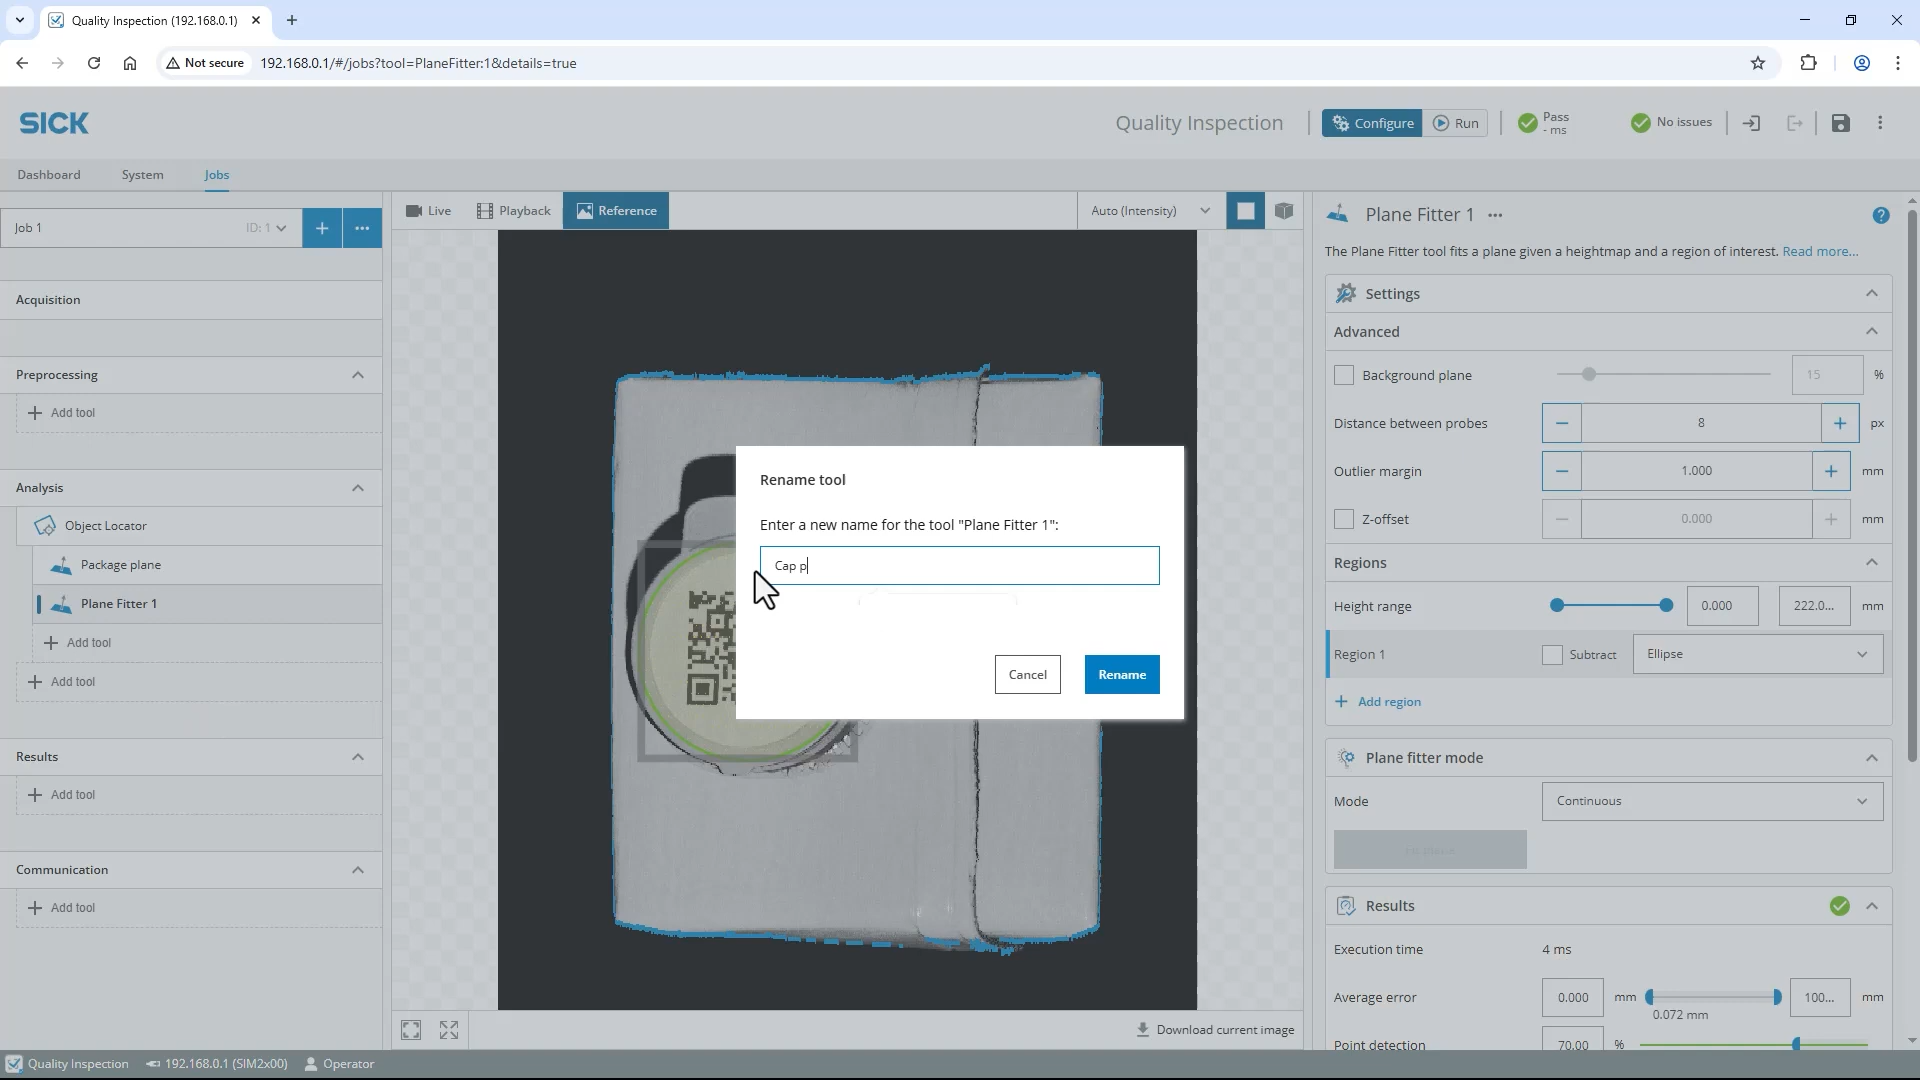 Quality Inspection (192.168.0.1)
Not secure
192.168.0.1/#/jobs?tool=PlaneFitter:1&details=true
SICK
Quality Inspection
Configure
Run
Pass
- ms
No issues
Dashboard
System
Jobs
Job 1
ID: 1
Live
Playback
Reference
Auto (Intensity)
Plane Fitter 1
The Plane Fitter tool fits a plane given a heightmap and a region of interest. Read more...
Acquisition
Preprocessing
Add tool
Analysis
Object Locator
Package plane
Plane Fitter 1
Add tool
Add tool
Results
Add tool
Communication
Add tool
Rename tool
Enter a new name for the tool "Plane Fitter 1":
Cap p
Cancel
Rename
Download current image
Settings
Advanced
Background plane
15
%
Distance between probes
8
px
Outlier margin
1.000
mm
Z-offset
0.000
mm
Regions
Height range
0.000
222.0...
mm
Region 1
Subtract
Ellipse
Add region
Plane fitter mode
Mode
Continuous
Results
Execution time
4 ms
Average error
0.000
mm
0.072 mm
100...
mm
Point detection
70.00
%
Quality Inspection
192.168.0.1 (SIM2x00)
Operator